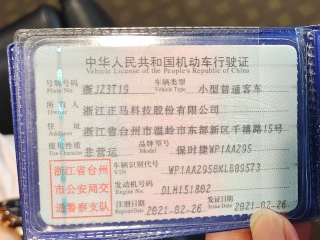 中华人民共和国机动车行驶证
Vehicle License of the People's Republic of China
号牌号码 浙JZ3T19 车辆类型 小型普通客车
Plate No. Vehicle Type
所有人 浙江正马科技股份有限公司
Owner
住址 浙江省台州市温岭市东部新区千禧路15号
Address
使用性质 非营运 品牌型号 保时捷WP1AA295
Use Character Model
浙江省台州市公安局交通警察支队
车辆识别代号 WP1AA2950KLB09573
VIN
发动机号码 DLH151802
Engine No.
注册日期 2021-02-26 发证日期 2021-02-26
Register Date Issue Date